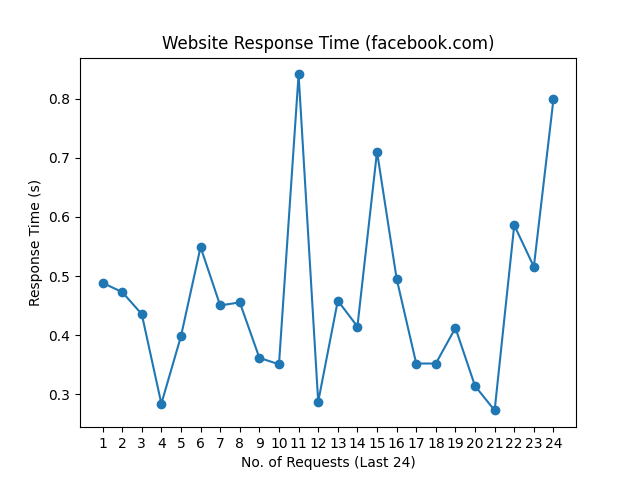 Website Response Time (facebook.com)
0.8
0.7
0.6
0.5
0.4
0.3
Response Time (s)
1 2 3 4 5 6 7 8 9 10 11 12 13 14 15 16 17 18 19 20 21 22 23 24
No. of Requests (Last 24)